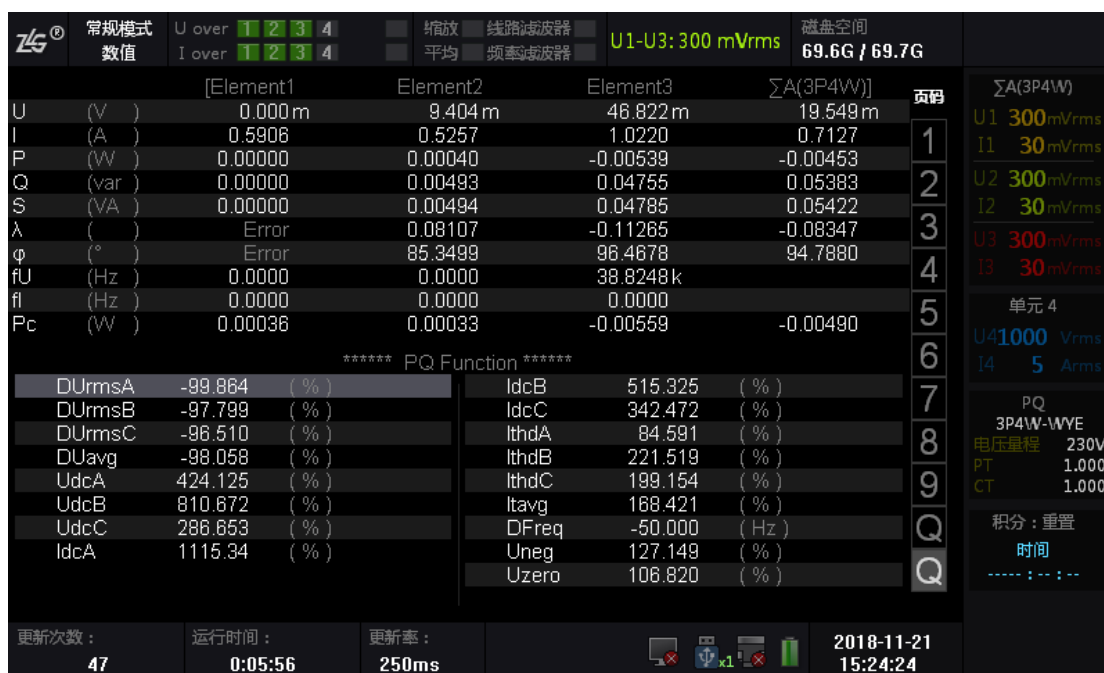 ZLG® 常规模式 U over 1 2 3 4 缩放 线路滤波器 U1-U3: 300 mVrms 磁盘空间
数值 I over 1 2 3 4 平均 频率滤波器 69.6G / 69.7G
[Element1 Element2 Element3 ∑A(3P4W)] 页码
U (V ) 0.000 m 9.404 m 46.822 m 19.549 m
I (A ) 0.5906 0.5257 1.0220 0.7127 1
P (W ) 0.00000 0.00040 -0.00539 -0.00453
Q (var ) 0.00000 0.00493 0.04755 0.05383 2
S (VA ) 0.00000 0.00494 0.04785 0.05422
λ ( ) Error 0.08107 -0.11265 -0.08347 3
φ (° ) Error 85.3499 96.4678 94.7880
fU (Hz ) 0.0000 0.0000 38.8248 k 4
fI (Hz ) 0.0000 0.0000 0.0000
Pc (W ) 0.00036 0.00033 -0.00559 -0.00490 5
****** PQ Function ****** 6
DUrmsA -99.864 ( % ) IdcB 515.325 ( % )
DUrmsB -97.799 ( % ) IdcC 342.472 ( % ) 7
DUrmsC -96.510 ( % ) IthdA 84.591 ( % )
DUavg -98.058 ( % ) IthdB 221.519 ( % ) 8
UdcA 424.125 ( % ) IthdC 199.154 ( % ) 9
UdcB 810.672 ( % ) Itavg 168.421 ( % )
UdcC 286.653 ( % ) DFreq -50.000 ( Hz ) Q
IdcA 1115.34 ( % ) Uneg 127.149 ( % )
Uzero 106.820 ( % ) Q
∑A(3P4W)
U1 300mVrms
I1 30mVrms
U2 300mVrms
I2 30mVrms
U3 300mVrms
I3 30mVrms
单元 4
U41000 Vrms
I4 5 Arms
PQ
3P4W-WYE
电压量程 230V
PT 1.000
CT 1.000
积分：重置
时间
----- : -- : --
更新次数： 运行时间： 更新率： 2018-11-21
47 0:05:56 250ms x1 15:24:24